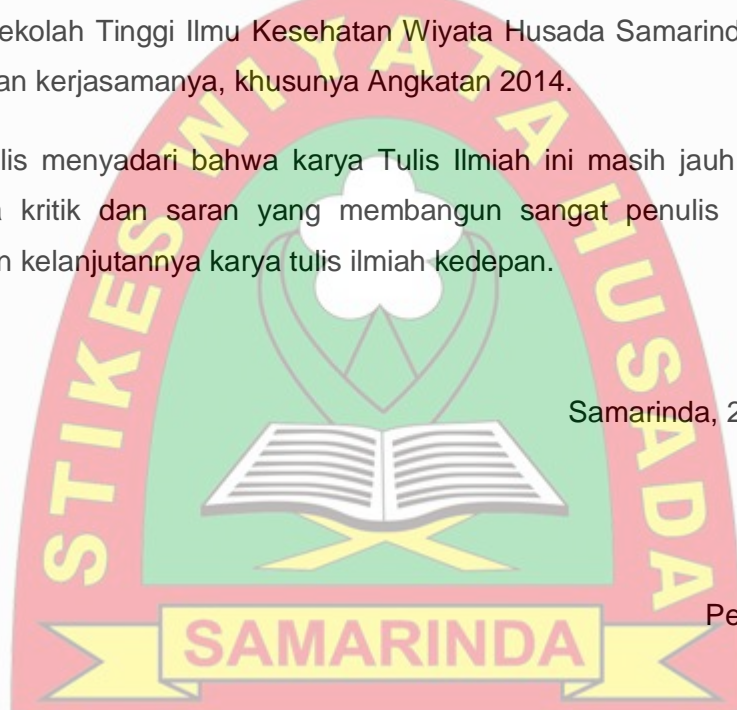 ekolah Tinggi Ilmu Kesehatan Wiyata Husada Samarind
an kerjasamanya, khusunya Angkatan 2014.
lis menyadari bahwa karya Tulis Ilmiah ini masih jauh
kritik dan saran yang membangun sangat penulis
n kelanjutannya karya tulis ilmiah kedepan.
Samarinda, 2
Pe
STIKES WIYATA HUSADA
SAMARINDA